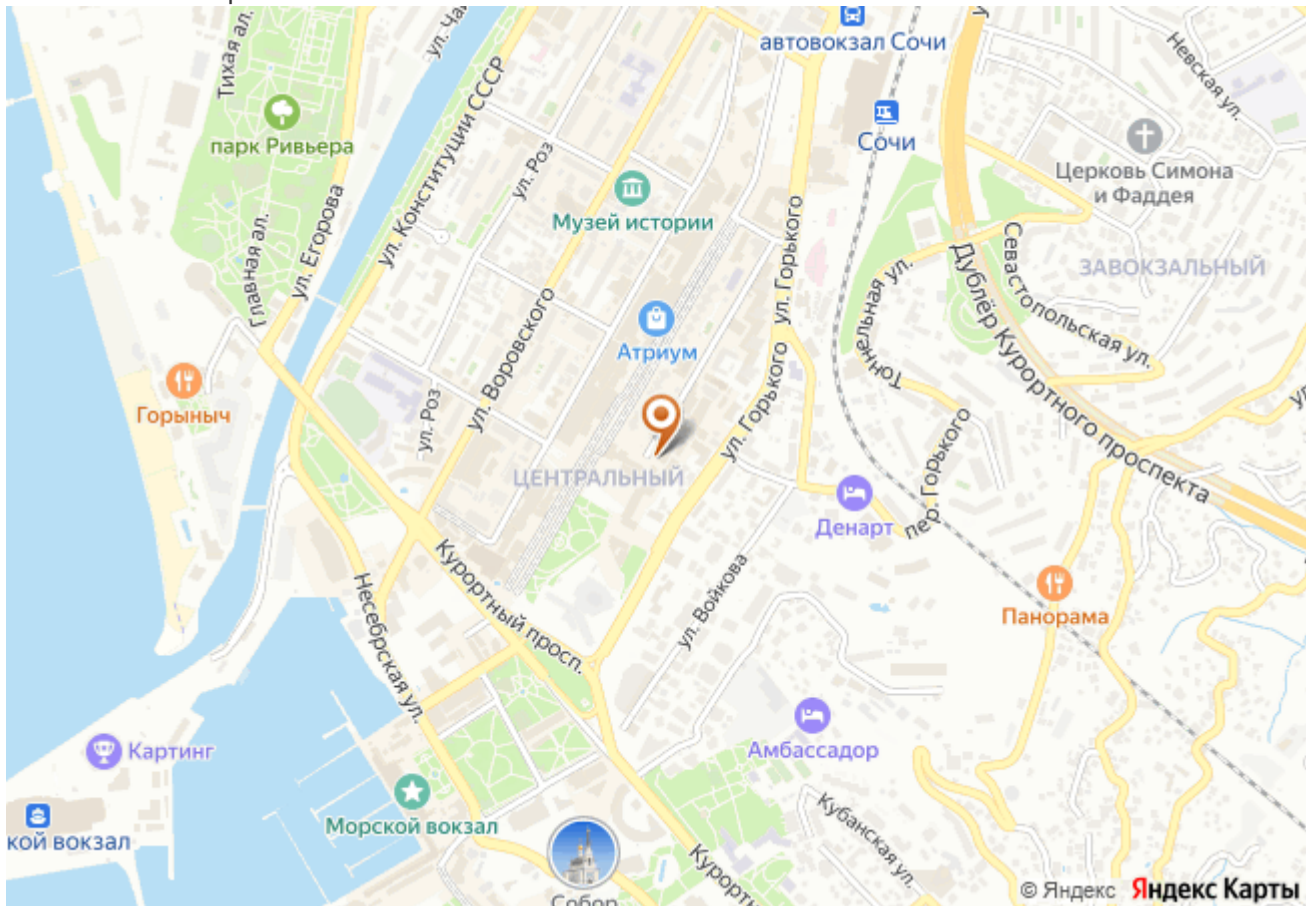 автовокзал Сочи
ул. Чай
Тихая ал.
Невская ул.
ул. Конституции СССР
парк Ривьера
Сочи
Церковь Симона
и Фаддея
ул. Роз
Музей истории
ул. Егорова
Главная ал.
ул. Горького
Севастопольская ул.
ЗАВОКЗАЛЬНЫЙ
Тоннельная ул.
Дублёр Курортного проспекта
ул. Воровского
Атриум
ул. Горького
Горыныч
ул. Роз
ЦЕНТРАЛЬНЫЙ
пер. Горького
Денарт
Курортный просп.
Несебрская ул.
ул. Войкова
Панорама
Картинг
Амбассадор
Морской вокзал
кой вокзал
Кубанская ул.
Курортн
Собор
© Яндекс Яндекс Карты